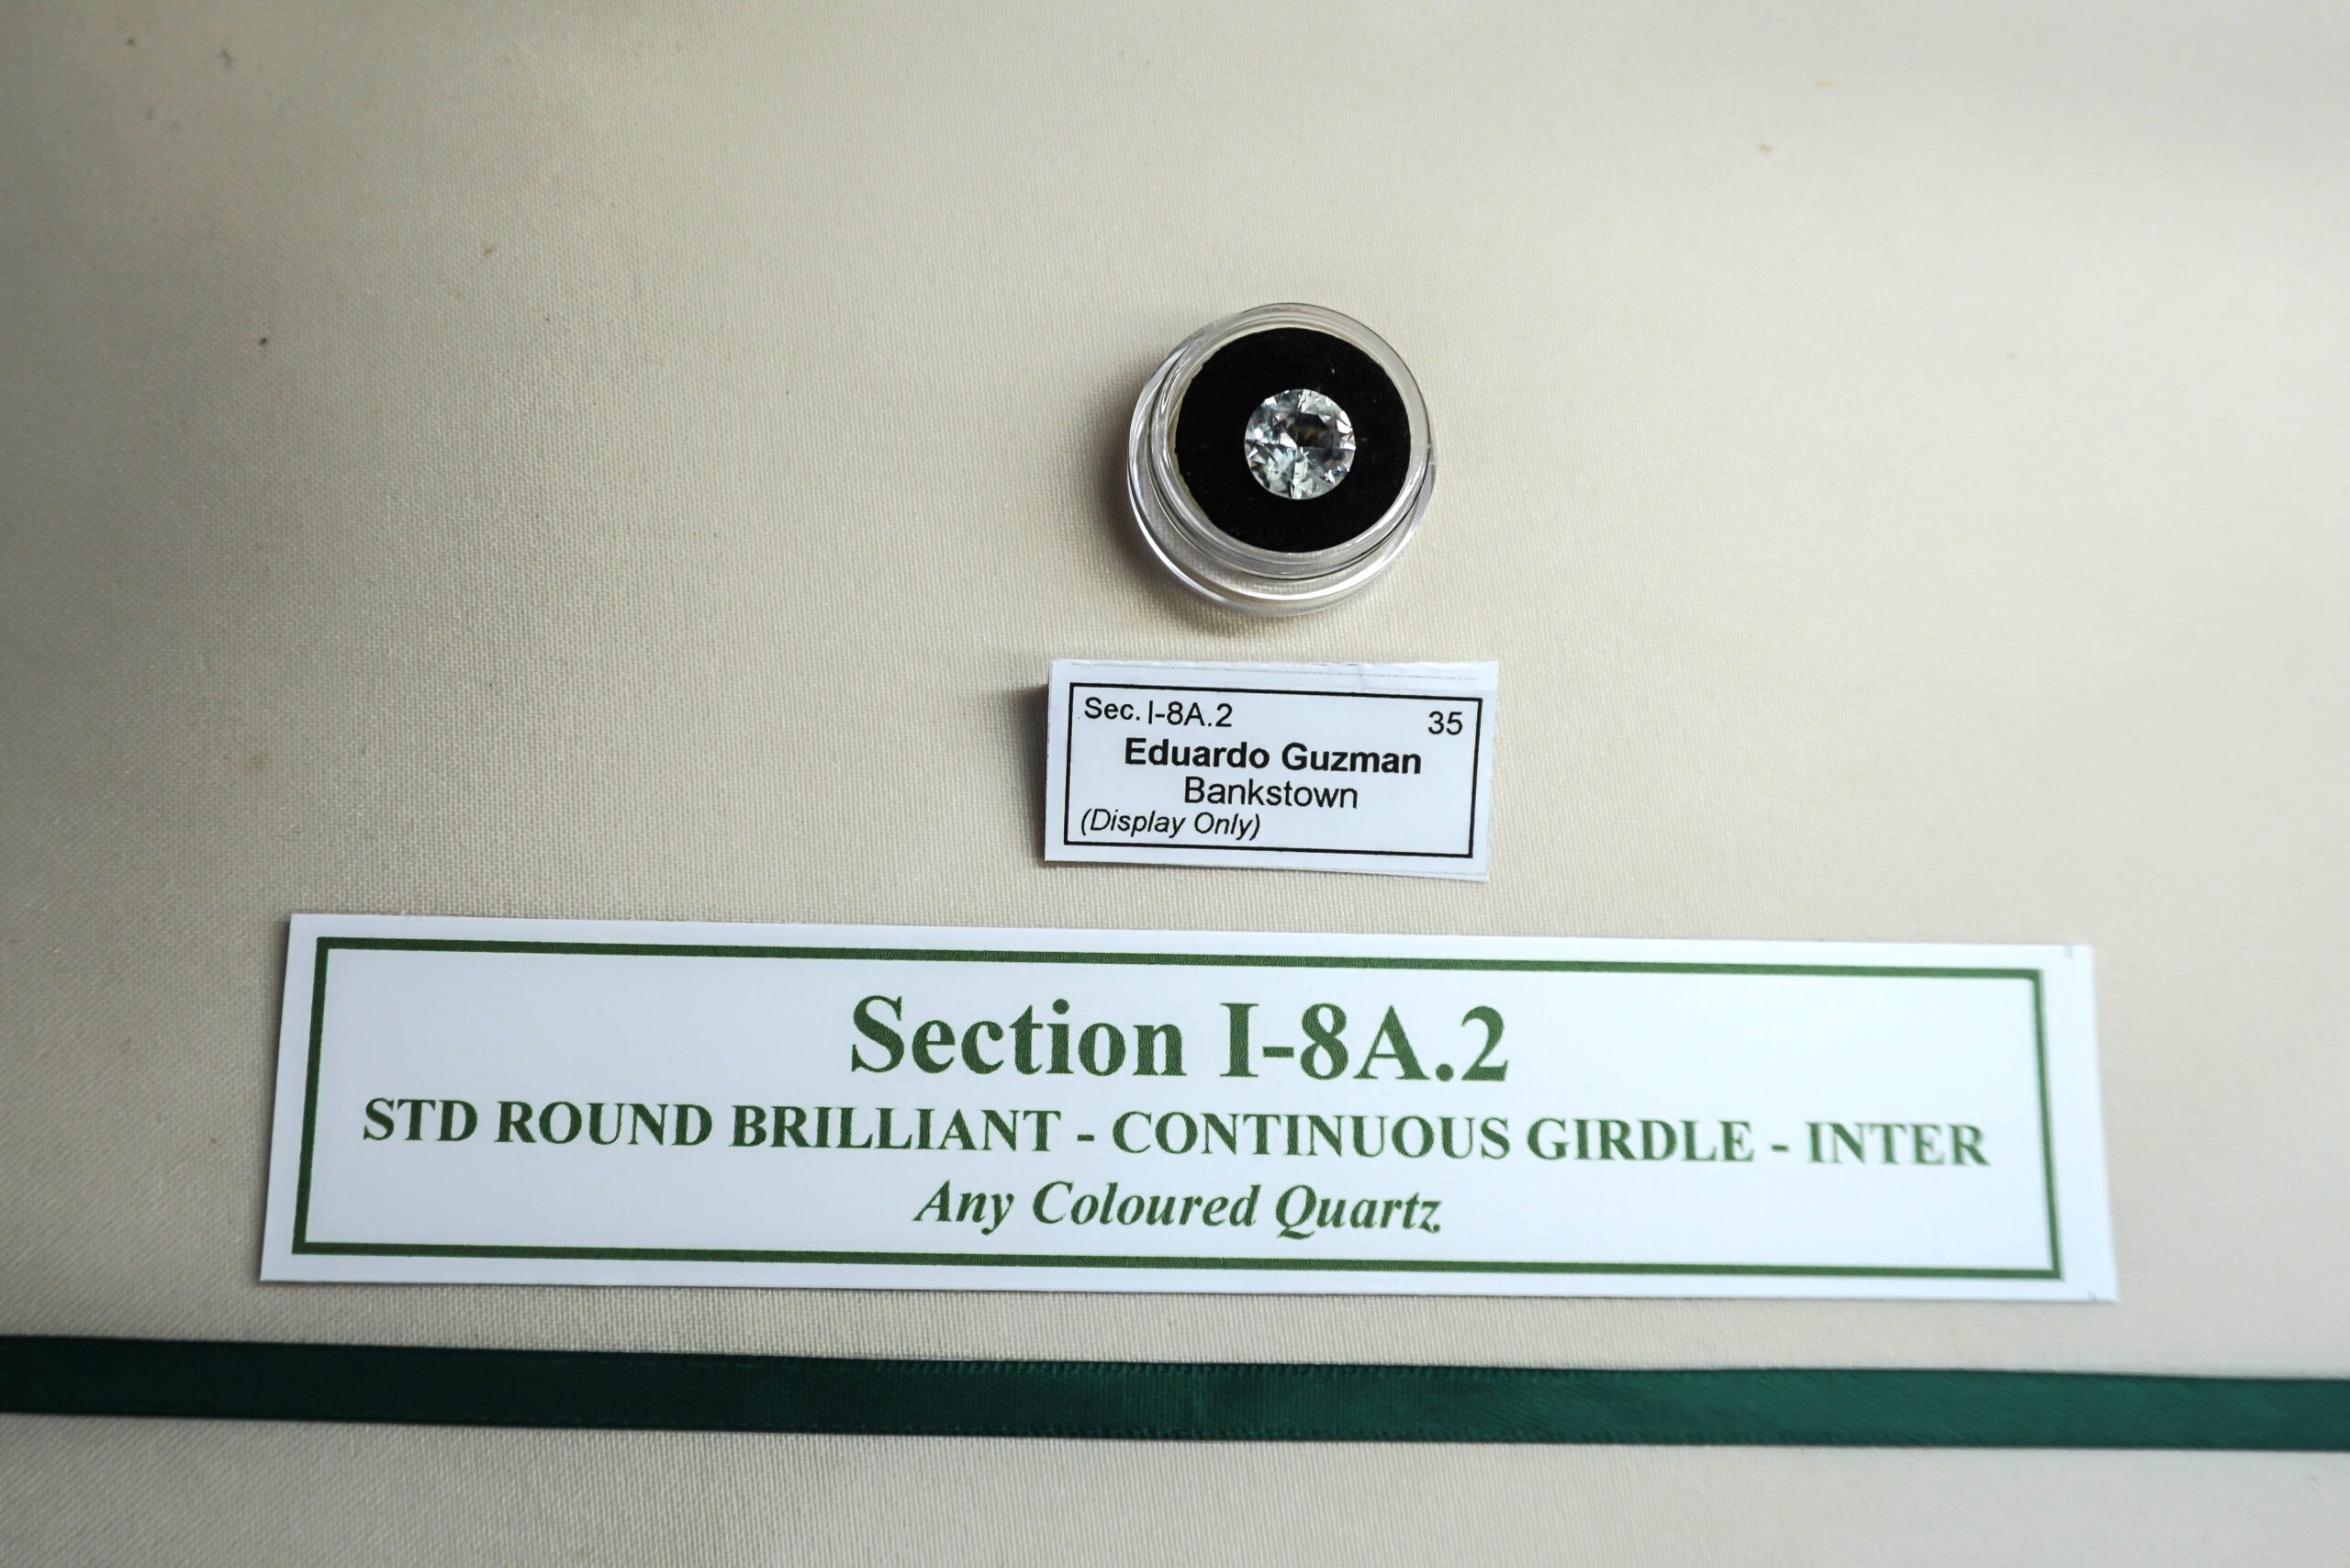 Sec. I-8A.2 35
Eduardo Guzman
Bankstown
(Display Only)
Section I-8A.2
STD ROUND BRILLIANT - CONTINUOUS GIRDLE - INTER
Any Coloured Quartz